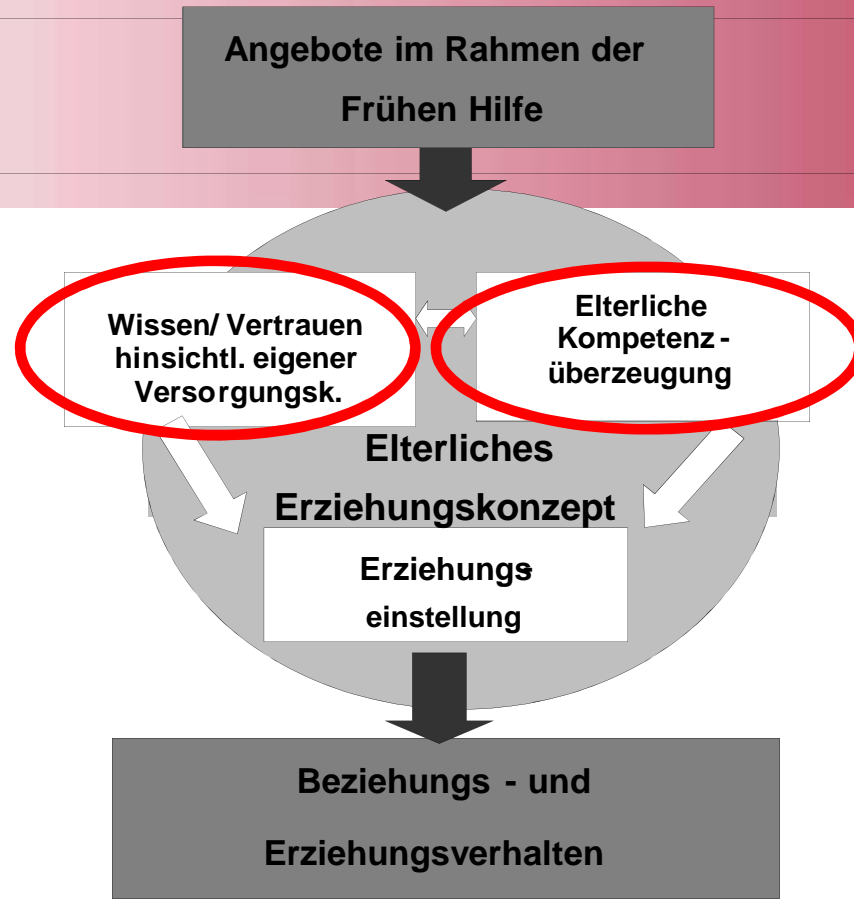 Angebote im Rahmen der
Frühen Hilfe
Wissen/ Vertrauen
hinsichtl. eigener
Versorgungsk.
Elterliche
Kompetenz -
überzeugung
Elterliches
Erziehungskonzept
Erziehungs-
einstellung
Beziehungs - und
Erziehungsverhalten